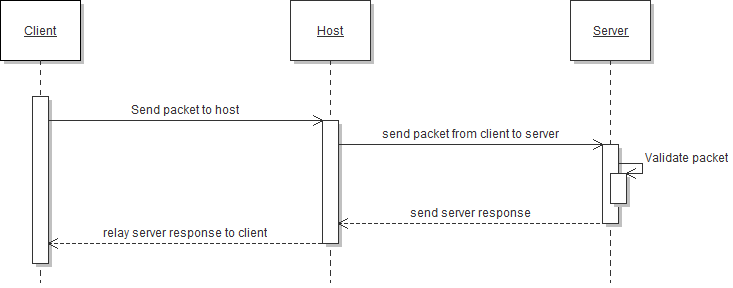 Client
Host
Server
Send packet to host
send packet from client to server
Validate packet
send server response
relay server response to client